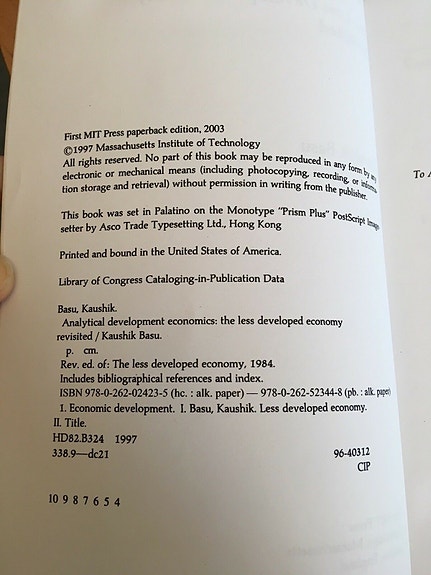 First MIT Press paperback edition, 2003
©1997 Massachusetts Institute of Technology
All rights reserved. No part of this book may be reproduced in any form by any
electronic or mechanical means (including photocopying, recording, or informa-
tion storage and retrieval) without permission in writing from the publisher.
This book was set in Palatino on the Monotype "Prism Plus" PostScript Image-
setter by Asco Trade Typesetting Ltd., Hong Kong
Printed and bound in the United States of America.
Library of Congress Cataloging-in-Publication Data
Basu, Kaushik.
Analytical development economics: the less developed economy
revisited / Kaushik Basu.
p. cm.
Rev. ed. of: The less developed economy, 1984.
Includes bibliographical references and index.
ISBN 978-0-262-02423-5 (hc. : alk. paper) — 978-0-262-52344-8 (pb. : alk. paper)
1. Economic development. I. Basu, Kaushik. Less developed economy.
II. Title.
HD82.B324 1997
338.9—dc21 96-40312
CIP
10 9 8 7 6 5 4
To